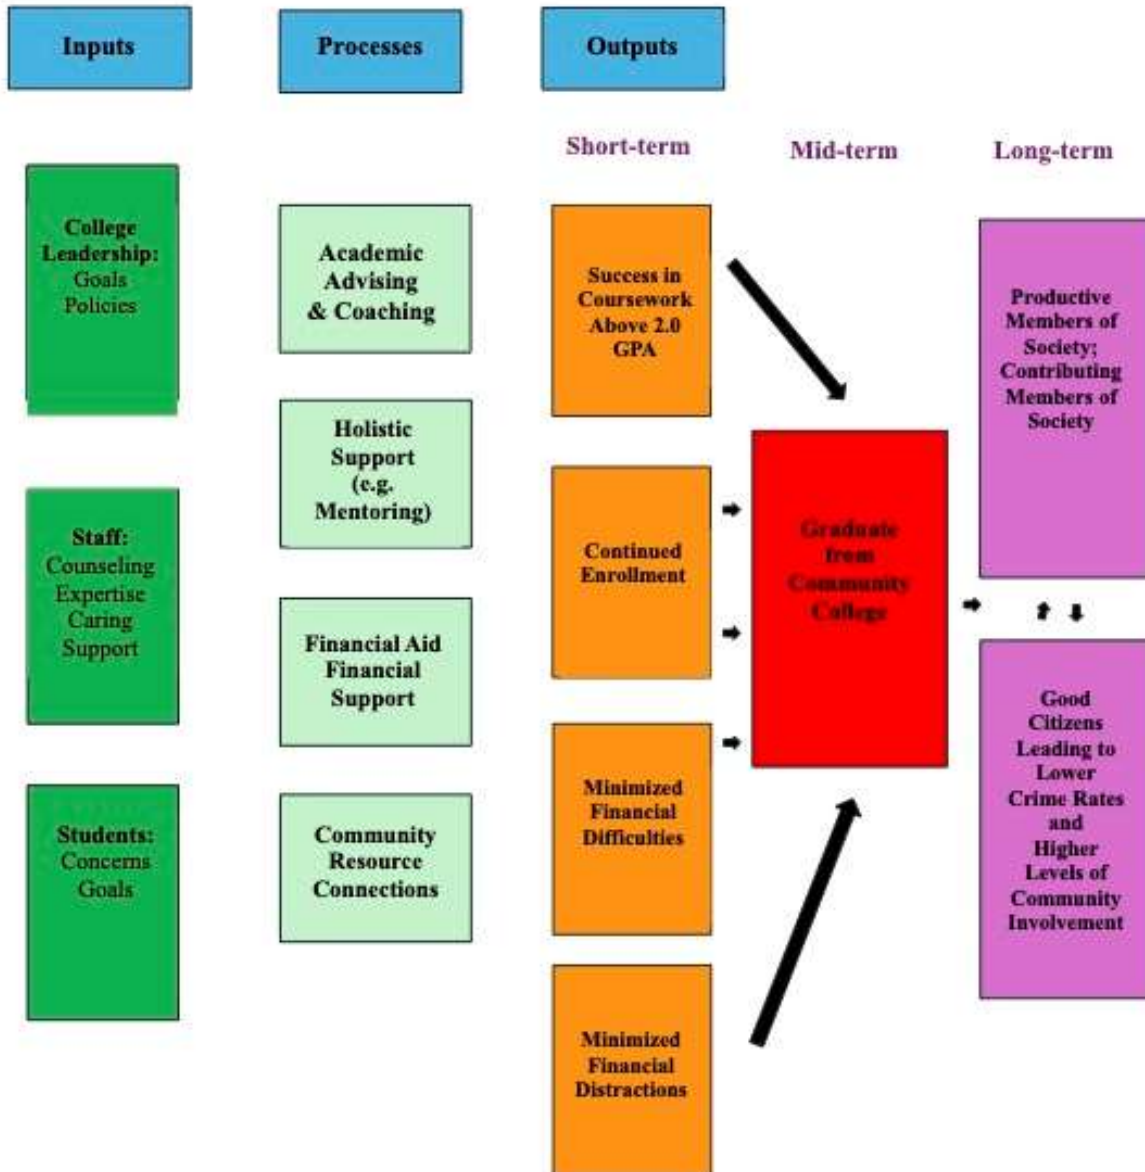 Inputs
Processes
Outputs
Short-term
Mid-term
Long-term
College
Leadership:
Goals
Policies
Staff:
Counseling
Expertise
Caring
Support
Students:
Concerns
Goals
Academic
Advising
& Coaching
Holistic
Support
(e.g.
Mentoring)
Financial Aid
Financial
Support
Community
Resource
Connections
Success in
Coursework
Above 2.0
GPA
Continued
Enrollment
Minimized
Financial
Difficulties
Minimized
Financial
Distractions
Graduate
from
Community
College
Productive
Members of
Society;
Contributing
Members of
Society
Good
Citizens
Leading to
Lower
Crime Rates
and
Higher
Levels of
Community
Involvement